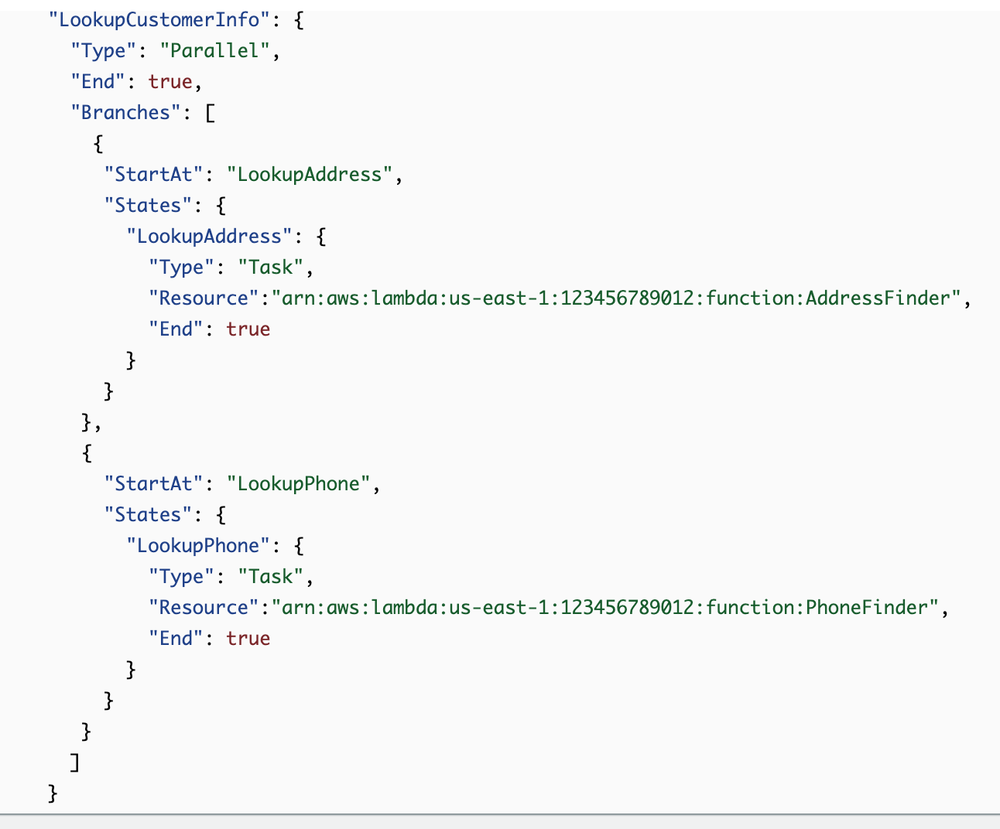 "LookupCustomerInfo": {
"Type": "Parallel",
"End": true,
"Branches": [
{
"StartAt": "LookupAddress",
"States": {
"LookupAddress": {
"Type": "Task",
"Resource":"arn:aws:lambda:us-east-1:123456789012:function:AddressFinder",
"End": true
}
}
},
{
"StartAt": "LookupPhone",
"States": {
"LookupPhone": {
"Type": "Task",
"Resource":"arn:aws:lambda:us-east-1:123456789012:function:PhoneFinder",
"End": true
}
}
}
]
}